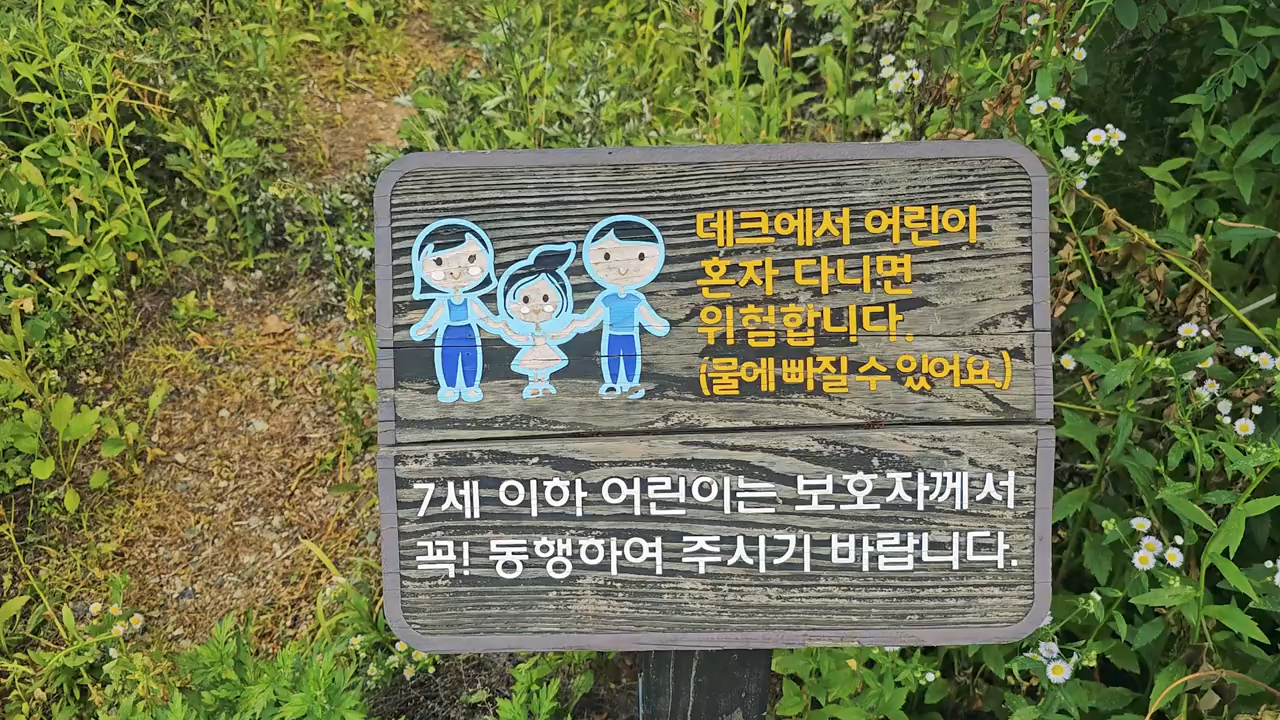 데크에서 어린이
혼자 다니면
위험합니다.
(물에 빠질 수 있어요.)
7세 이하 어린이는 보호자께서
꼭! 동행하여 주시기 바랍니다.